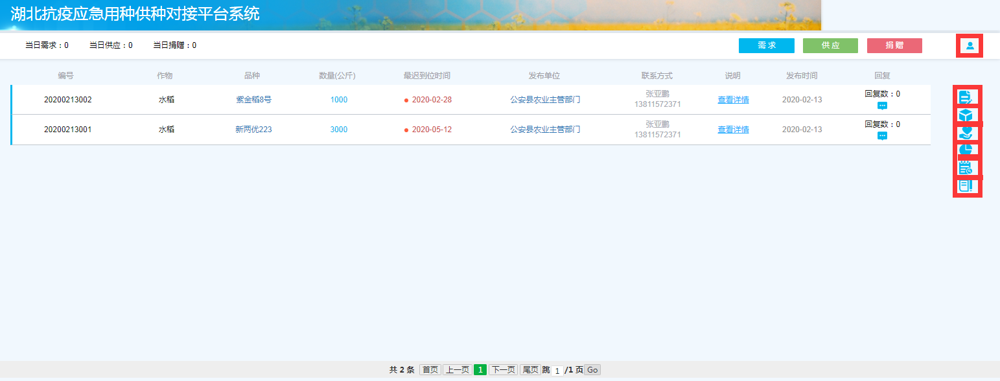 湖北抗疫应急用种供种对接平台系统
当日需求：0 当日供应：0 当日捐赠：0 需 求 供 应 捐 赠
编号 作物 品种 数量(公斤) 最迟到位时间 发布单位 联系方式 说明 发布时间 回复
20200213002 水稻 紫金稻8号 1000 2020-02-28 公安县农业主管部门 张亚鹏 查看详情 2020-02-13 回复数：0
13811572371
20200213001 水稻 新两优223 3000 2020-05-12 公安县农业主管部门 张亚鹏 查看详情 2020-02-13 回复数：0
13811572371
共 2 条 首页 上一页 1 下一页 尾页 跳 1 /1 页 Go